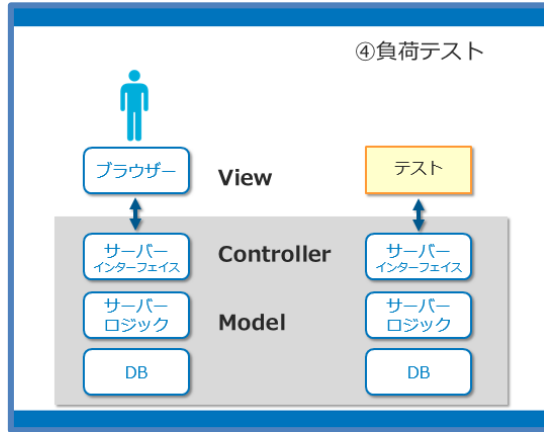 ④負荷テスト
ブラウザー
View
テスト
サーバー
インターフェイス
Controller
サーバー
インターフェイス
サーバー
ロジック
Model
サーバー
ロジック
DB
DB